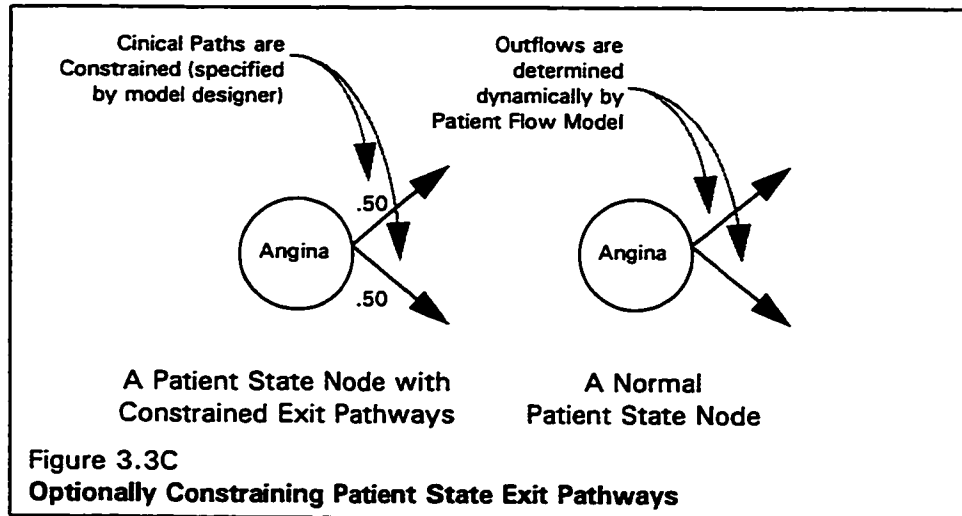 Cinical Paths are
Constrained (specified
by model designer)
Outflows are
determined
dynamically by
Patient Flow Model
.50
Angina
.50
Angina
A Patient State Node with
Constrained Exit Pathways
A Normal
Patient State Node
Figure 3.3C
Optionally Constraining Patient State Exit Pathways